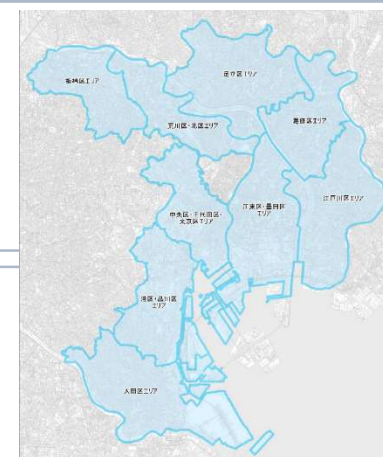 板橋区エリア
足立区エリア
荒川区・北区エリア
葛飾区エリア
江戸川区エリア
中央区・千代田区・
文京区エリア
江東区・墨田区
エリア
港区・品川区
エリア
大田区エリア